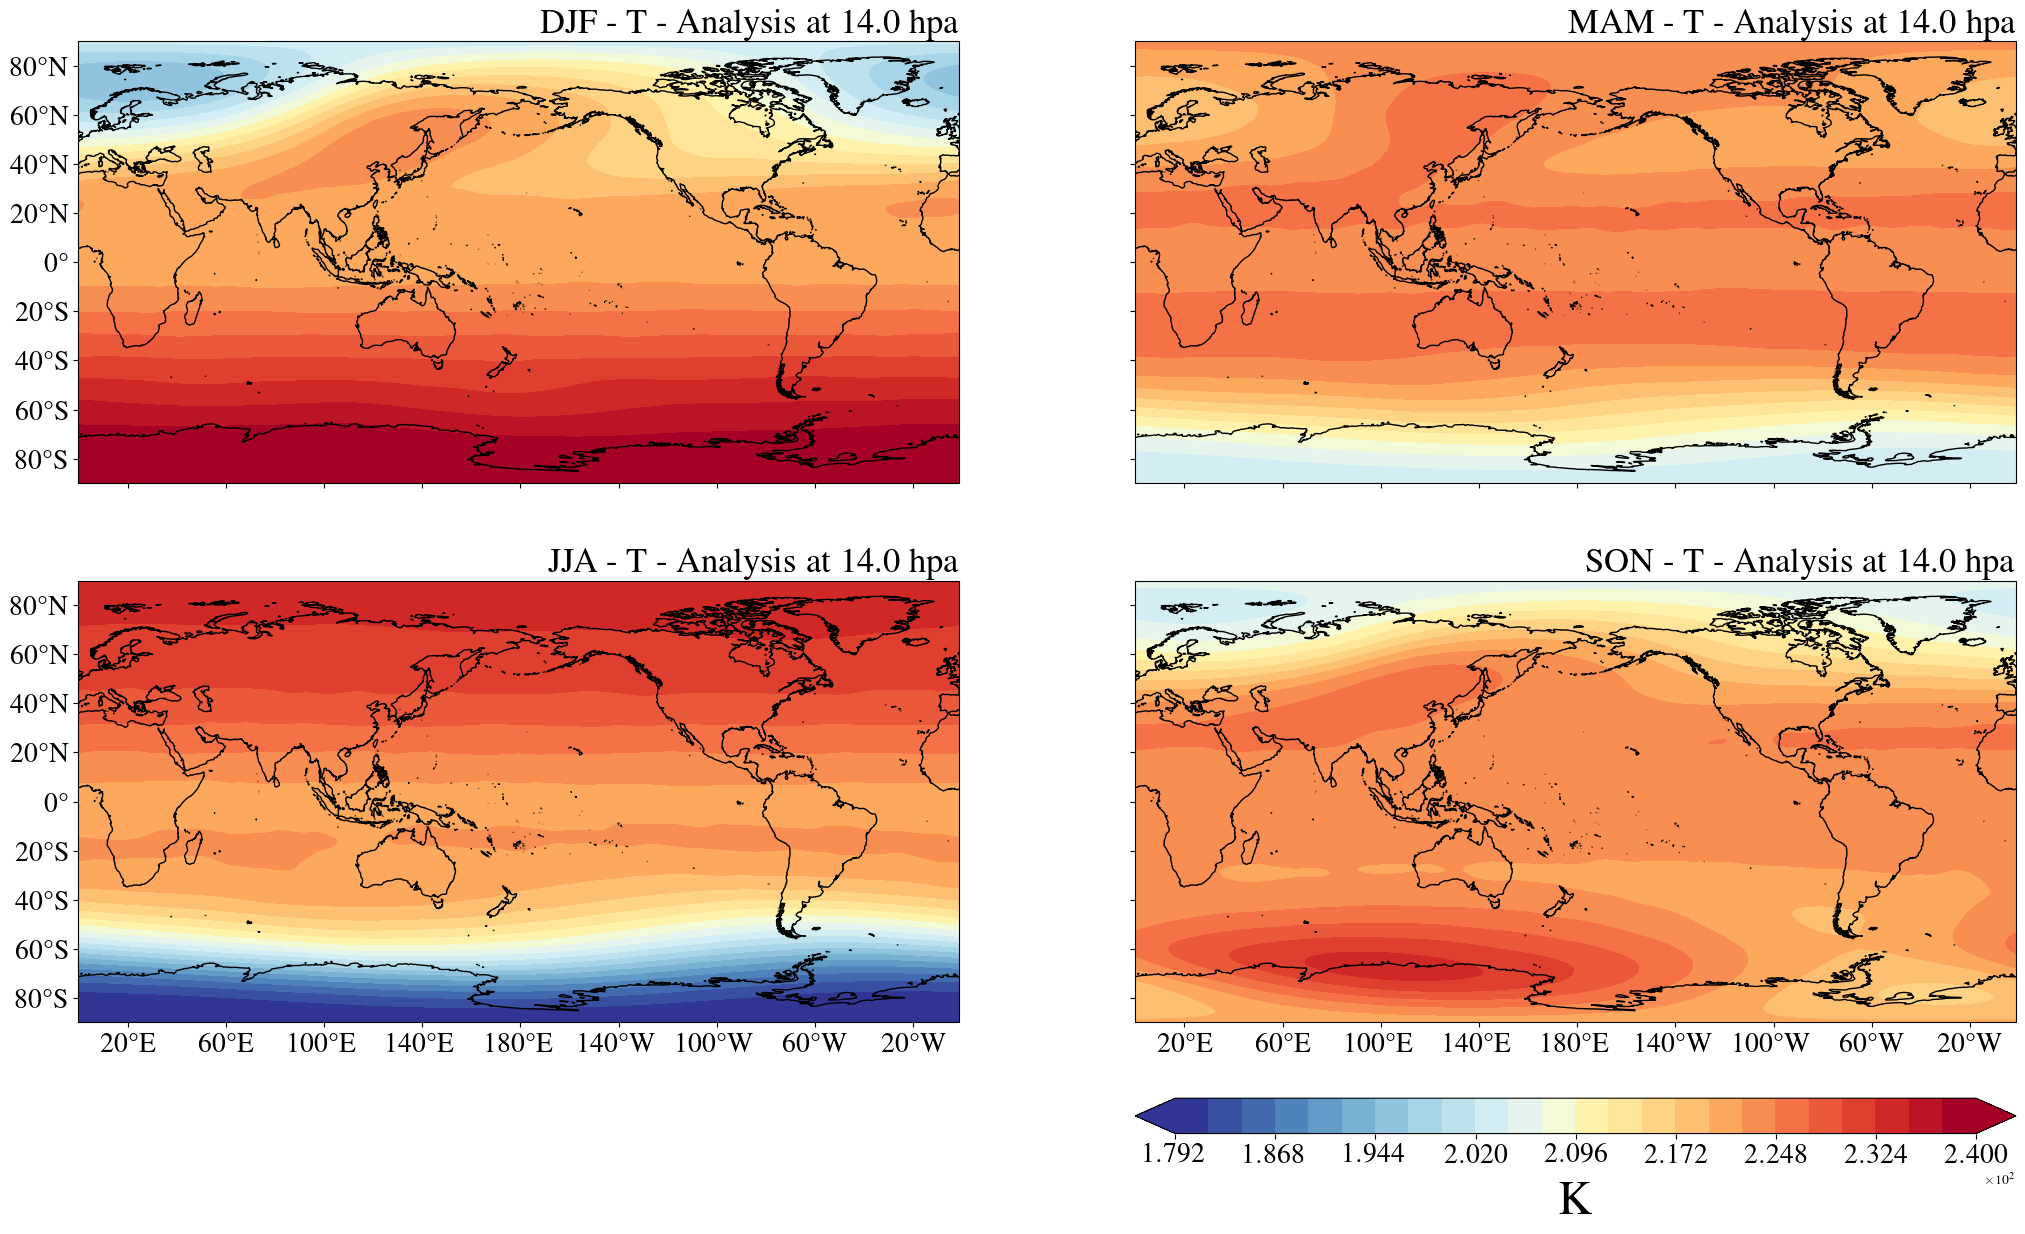 DJF - T - Analysis at 14.0 hpa
MAM - T - Analysis at 14.0 hpa
80°N
60°N
40°N
20°N
0°
20°S
40°S
60°S
80°S
JJA - T - Analysis at 14.0 hpa
SON - T - Analysis at 14.0 hpa
80°N
60°N
40°N
20°N
0°
20°S
40°S
60°S
80°S
20°E 60°E 100°E 140°E 180°E 140°W 100°W 60°W 20°W
20°E 60°E 100°E 140°E 180°E 140°W 100°W 60°W 20°W
1.792 1.868 1.944 2.020 2.096 2.172 2.248 2.324 2.400
×10²
K